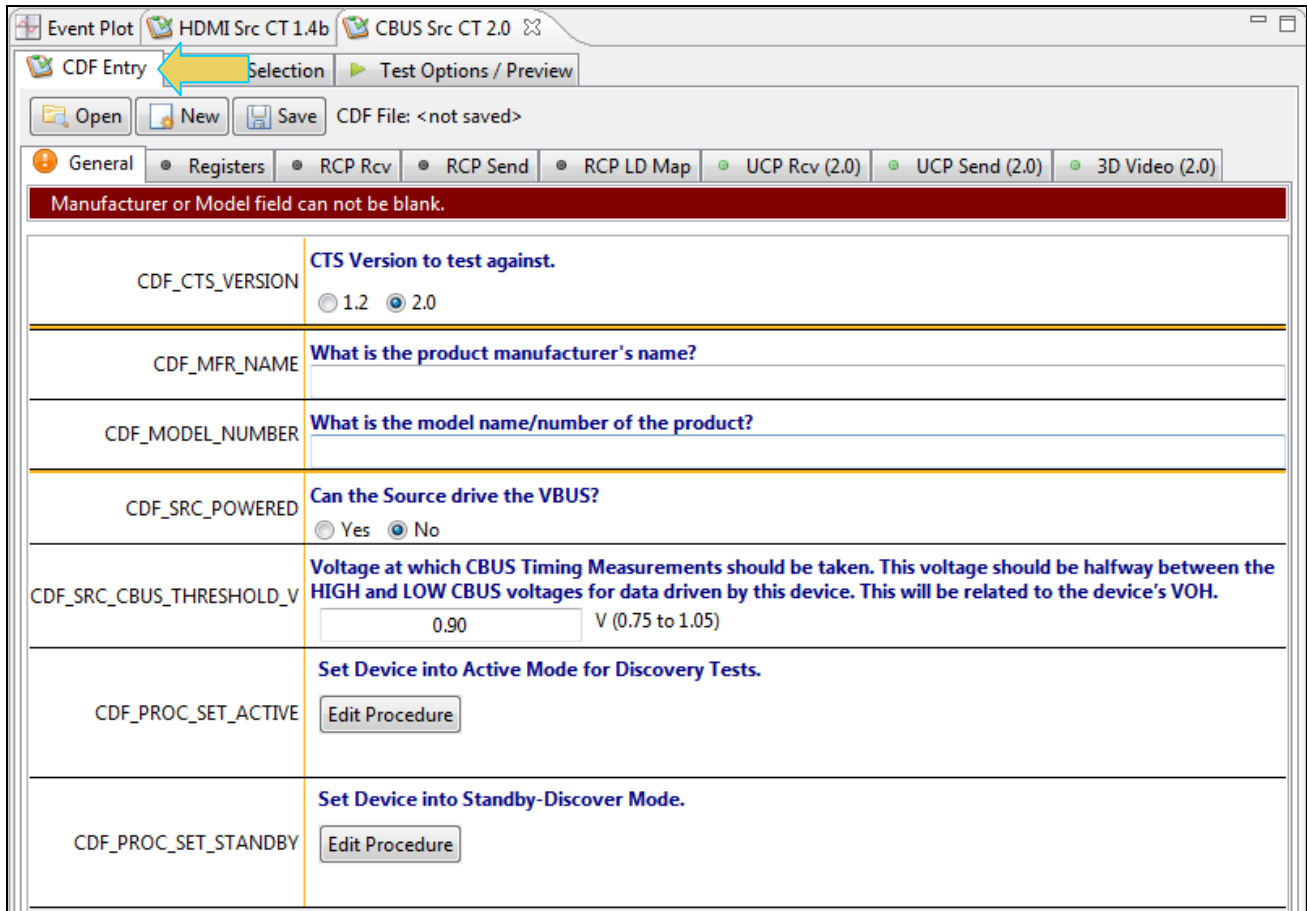 Event Plot HDMI Src CT 1.4b CBUS Src CT 2.0
CDF Entry Selection Test Options / Preview
Open New Save CDF File: <not saved>
General Registers RCP Rcv RCP Send RCP LD Map UCP Rcv (2.0) UCP Send (2.0) 3D Video (2.0)
Manufacturer or Model field can not be blank.
CDF_CTS_VERSION
CTS Version to test against.
1.2 2.0
CDF_MFR_NAME
What is the product manufacturer's name?
CDF_MODEL_NUMBER
What is the model name/number of the product?
CDF_SRC_POWERED
Can the Source drive the VBUS?
Yes No
CDF_SRC_CBUS_THRESHOLD_V
Voltage at which CBUS Timing Measurements should be taken. This voltage should be halfway between the
HIGH and LOW CBUS voltages for data driven by this device. This will be related to the device's VOH.
0.90 V (0.75 to 1.05)
CDF_PROC_SET_ACTIVE
Set Device into Active Mode for Discovery Tests.
Edit Procedure
CDF_PROC_SET_STANDBY
Set Device into Standby-Discover Mode.
Edit Procedure